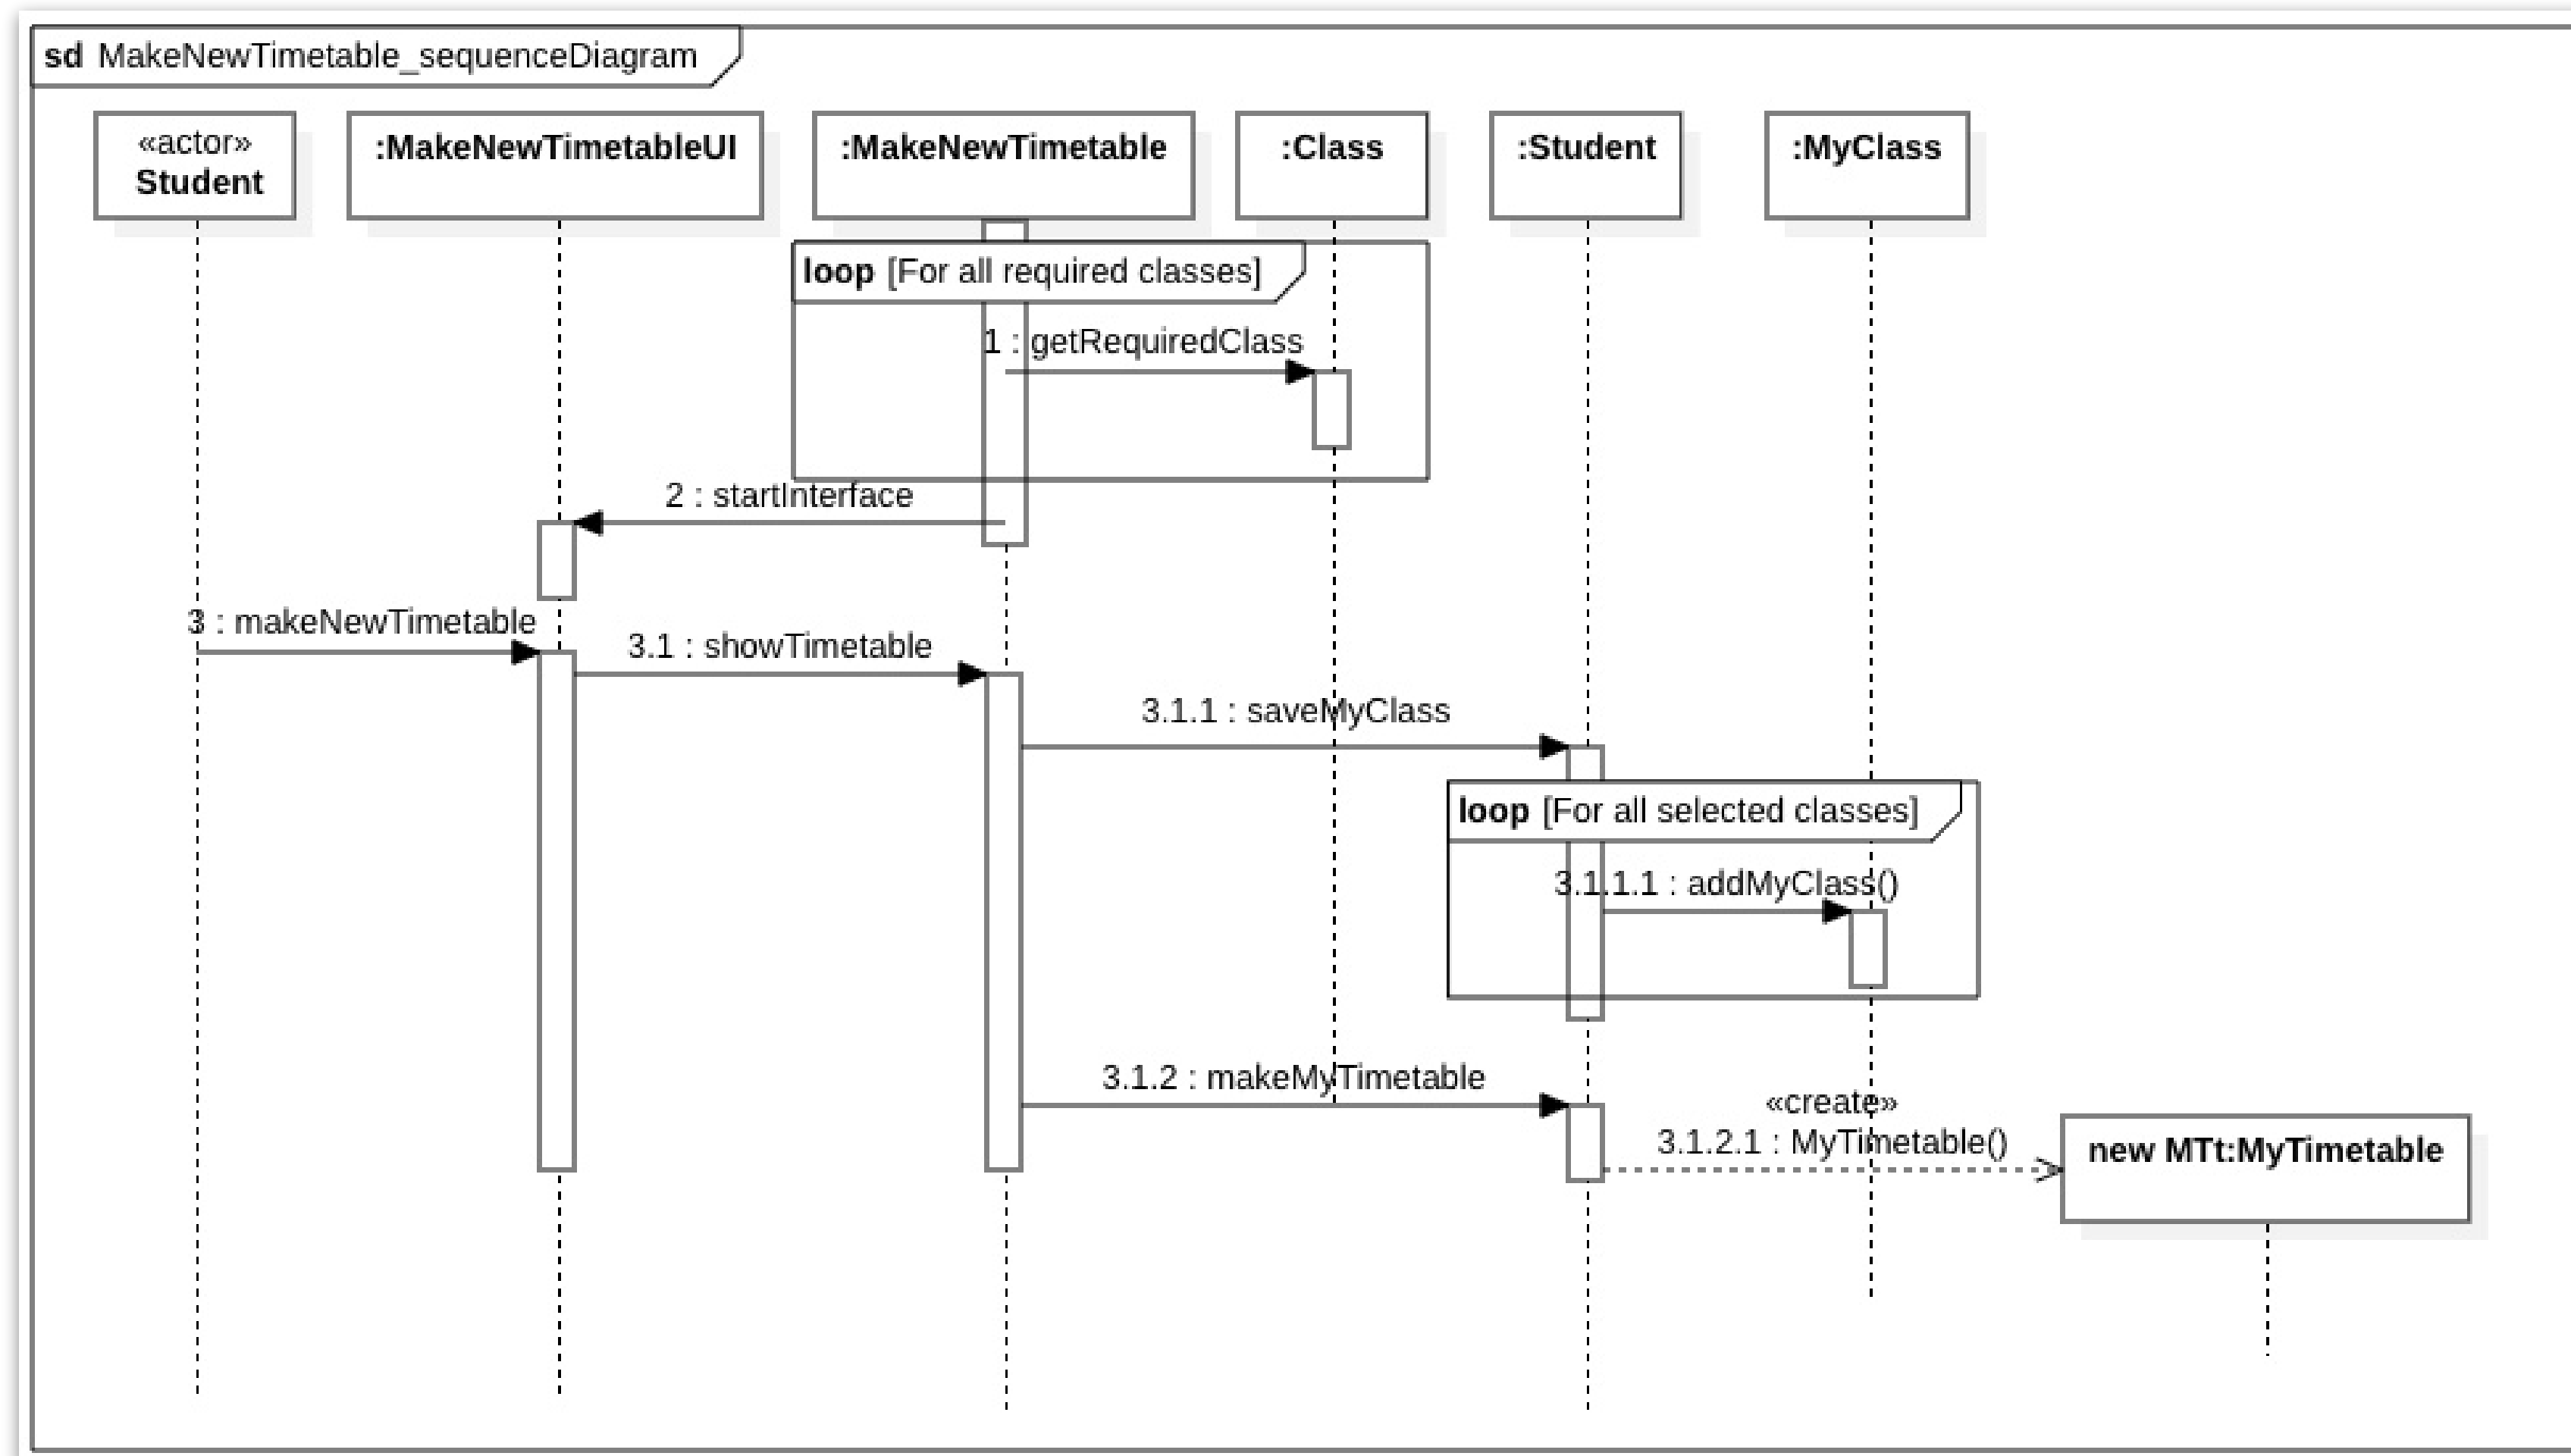 sd MakeNewTimetable_sequenceDiagram
«actor»
Student
:MakeNewTimetableUI
:MakeNewTimetable
:Class
:Student
:MyClass
loop [For all required classes]
1 : getRequiredClass
2 : startInterface
3 : makeNewTimetable
3.1 : showTimetable
3.1.1 : saveMyClass
loop [For all selected classes]
3.1.1.1 : addMyClass()
3.1.2 : makeMyTimetable
«create»
3.1.2.1 : MyTimetable()
new MTt:MyTimetable